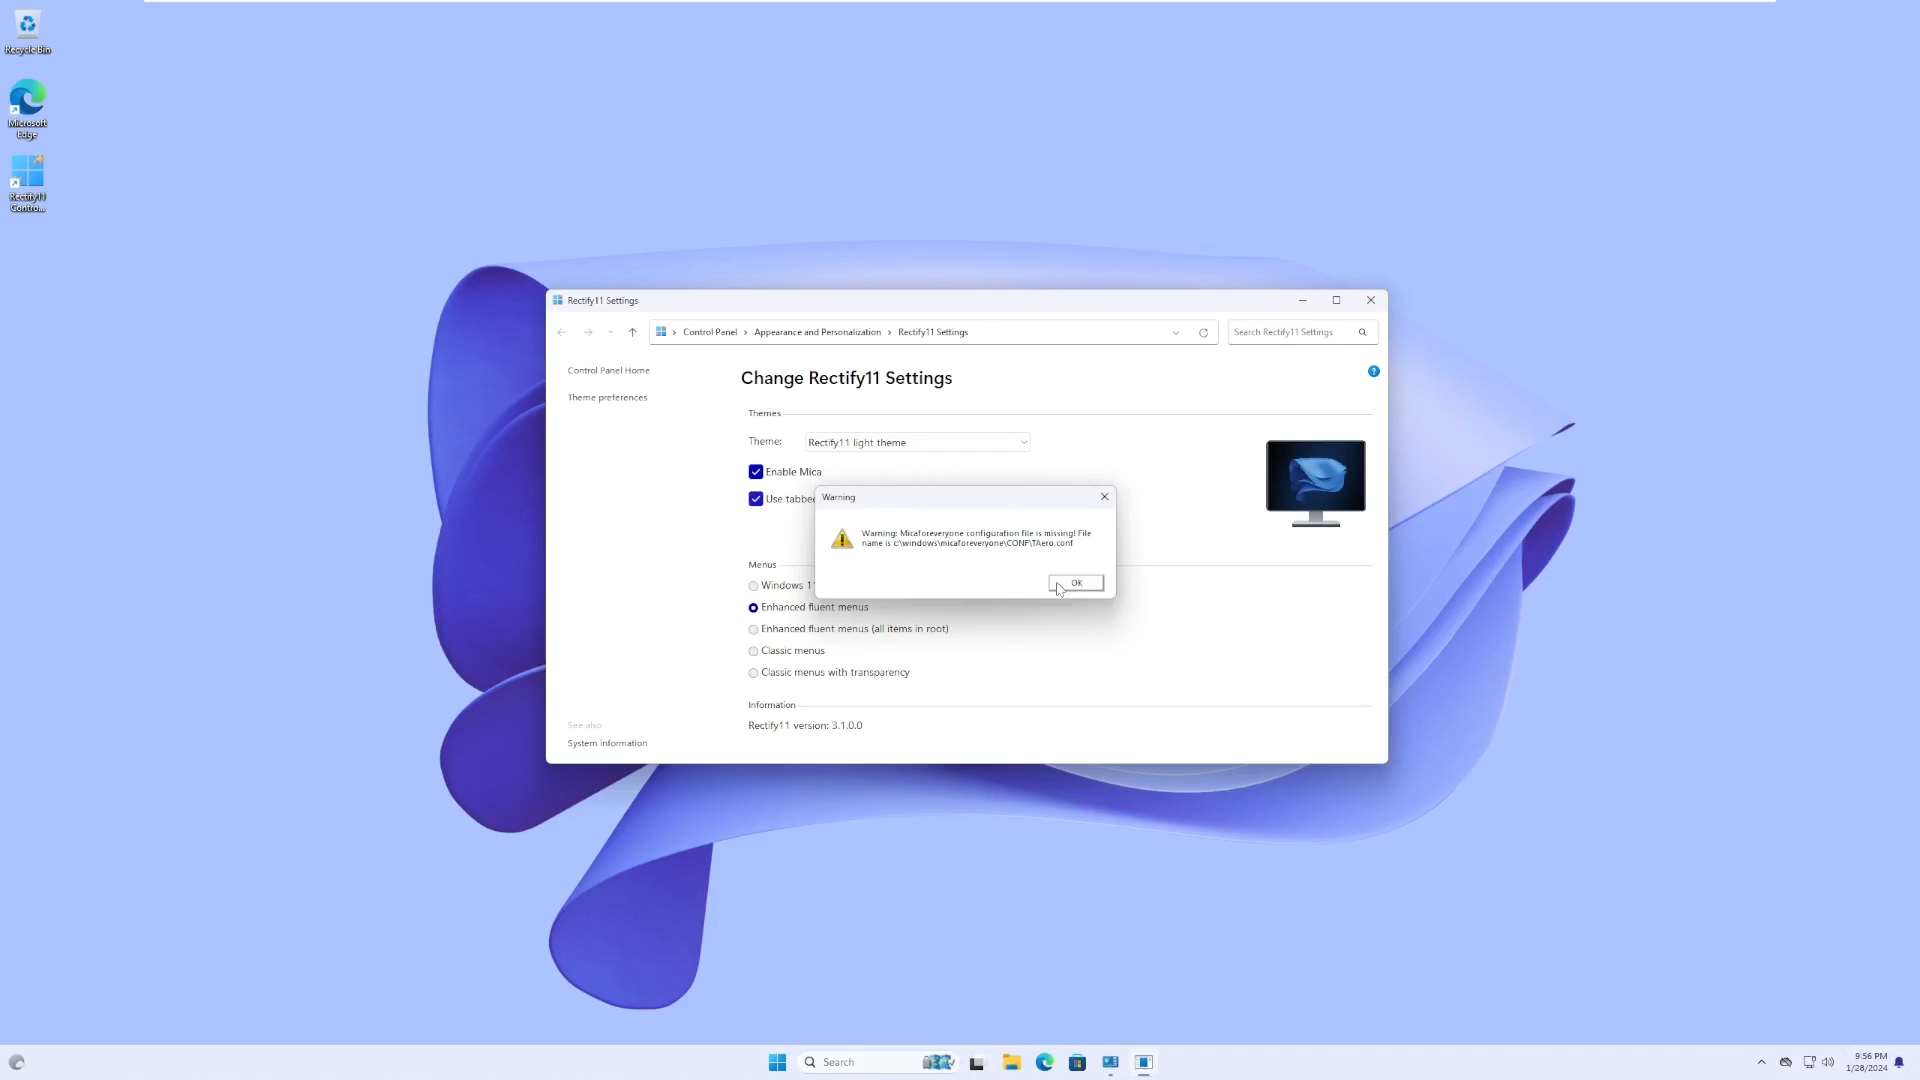 Recycle Bin
Microsoft
Edge
Rectify11
Contro...
Rectify11 Settings
Control Panel
Appearance and Personalization
Rectify11 Settings
Search Rectify11 Settings
Control Panel Home
Theme preferences
Change Rectify11 Settings
Themes
Theme:
Rectify11 light theme
Enable Mica
Use tabbed
Warning
Warning: Micaforeveryone configuration file is missing! File
name is c:\windows\micaforeveryone\CONF\TAero.conf
OK
Menus
Windows 11
Enhanced fluent menus
Enhanced fluent menus (all items in root)
Classic menus
Classic menus with transparency
Information
Rectify11 version: 3.1.0.0
See also
System information
Search
9:56 PM
1/28/2024